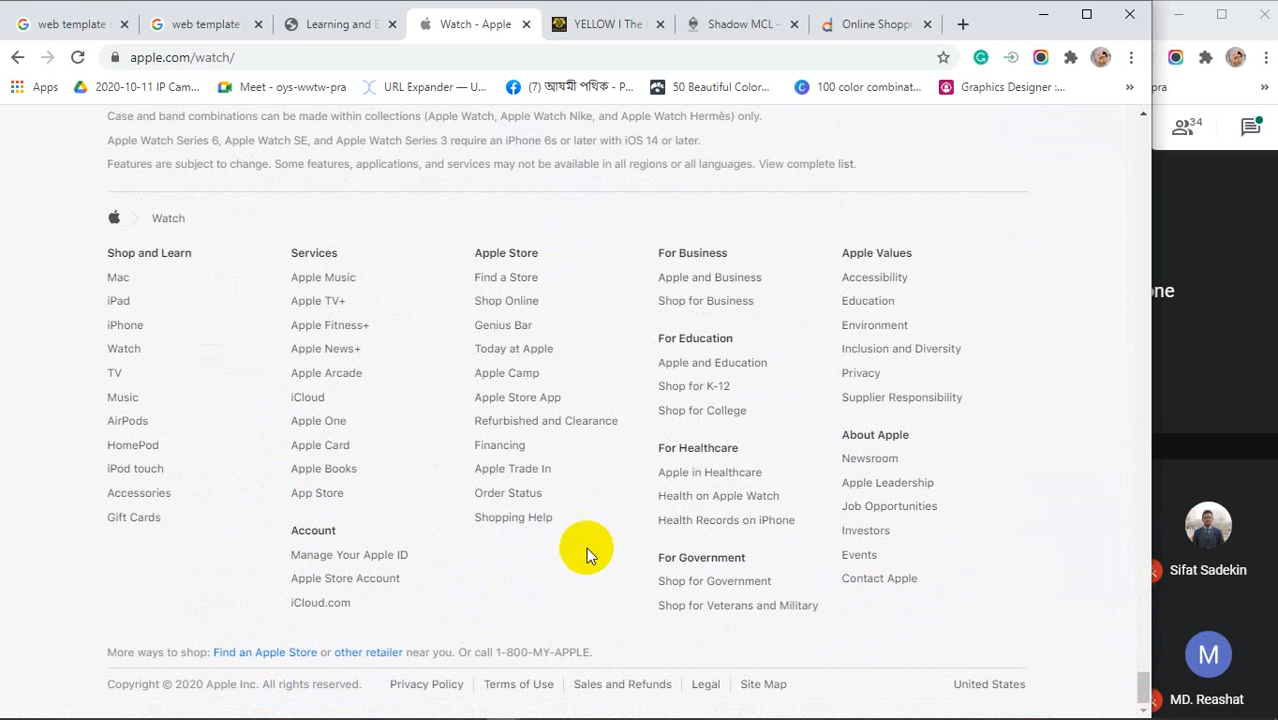 web template
web template
Learning and E
Watch - Apple
YELLOW I The
Shadow MCL -
Online Shopp
apple.com/watch/
Apps
2020-10-11 IP Cam...
Meet - oys-wwtw-pra
URL Expander — U...
(7) আযমী পথিক - P...
50 Beautiful Color...
100 color combinat...
Graphics Designer :...
»
pra
»
34
Case and band combinations can be made within collections (Apple Watch, Apple Watch Nike, and Apple Watch Hermès) only.
Apple Watch Series 6, Apple Watch SE, and Apple Watch Series 3 require an iPhone 6s or later with iOS 14 or later.
Features are subject to change. Some features, applications, and services may not be available in all regions or all languages. View complete list.
Watch
Shop and Learn
Mac
iPad
iPhone
Watch
TV
Music
AirPods
HomePod
iPod touch
Accessories
Gift Cards
Services
Apple Music
Apple TV+
Apple Fitness+
Apple News+
Apple Arcade
iCloud
Apple One
Apple Card
Apple Books
App Store
Account
Manage Your Apple ID
Apple Store Account
iCloud.com
Apple Store
Find a Store
Shop Online
Genius Bar
Today at Apple
Apple Camp
Apple Store App
Refurbished and Clearance
Financing
Apple Trade In
Order Status
Shopping Help
For Business
Apple and Business
Shop for Business
For Education
Apple and Education
Shop for K-12
Shop for College
For Healthcare
Apple in Healthcare
Health on Apple Watch
Health Records on iPhone
For Government
Shop for Government
Shop for Veterans and Military
Apple Values
Accessibility
Education
Environment
Inclusion and Diversity
Privacy
Supplier Responsibility
About Apple
Newsroom
Apple Leadership
Job Opportunities
Investors
Events
Contact Apple
More ways to shop: Find an Apple Store or other retailer near you. Or call 1-800-MY-APPLE.
Copyright © 2020 Apple Inc. All rights reserved.
Privacy Policy
Terms of Use
Sales and Refunds
Legal
Site Map
United States
one
Sifat Sadekin
M
MD. Reashat